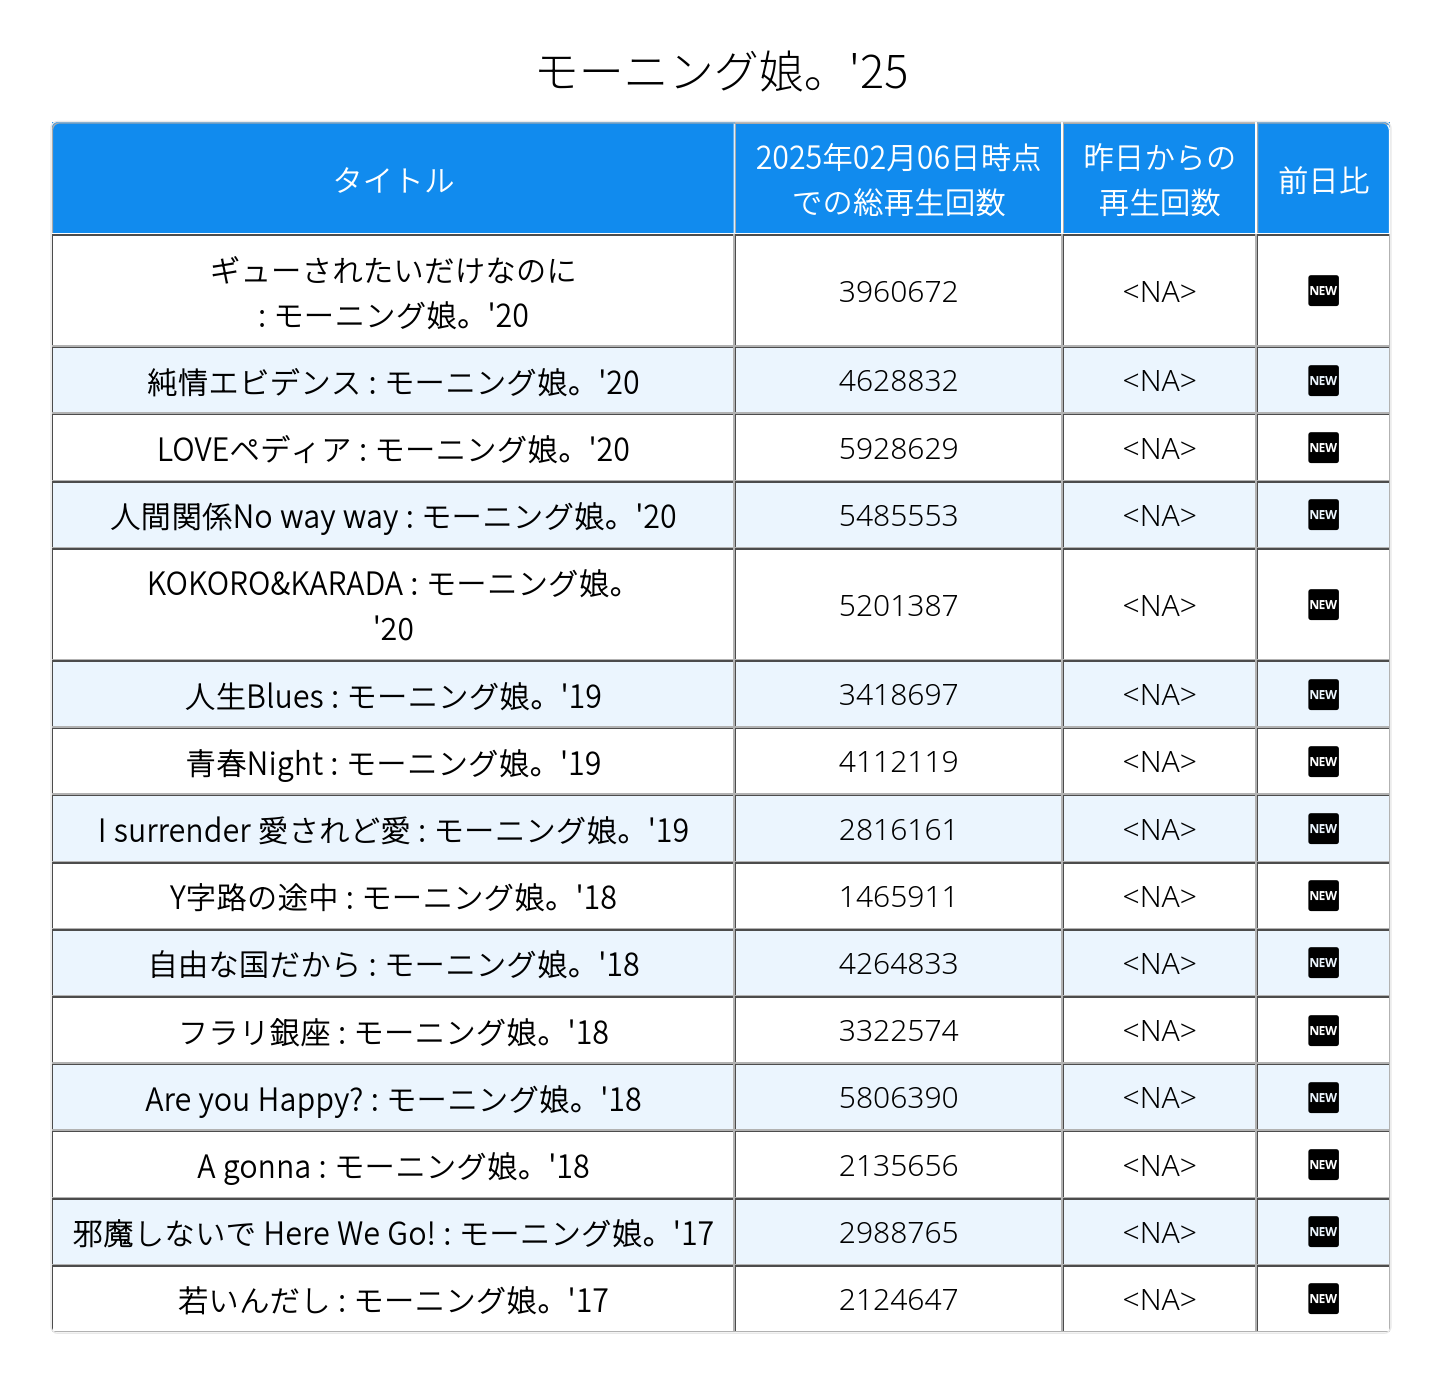 モーニング娘。'25
タイトル
2025年02月06日時点
での総再生回数
昨日からの
再生回数
前日比
ギューされたいだけなのに
: モーニング娘。'20
3960672
<NA>
NEW
純情エビデンス : モーニング娘。'20
4628832
<NA>
NEW
LOVEペディア : モーニング娘。'20
5928629
<NA>
NEW
人間関係No way way : モーニング娘。'20
5485553
<NA>
NEW
KOKORO&KARADA : モーニング娘。
'20
5201387
<NA>
NEW
人生Blues : モーニング娘。'19
3418697
<NA>
NEW
青春Night : モーニング娘。'19
4112119
<NA>
NEW
I surrender 愛されど愛 : モーニング娘。'19
2816161
<NA>
NEW
Y字路の途中 : モーニング娘。'18
1465911
<NA>
NEW
自由な国だから : モーニング娘。'18
4264833
<NA>
NEW
フラリ銀座 : モーニング娘。'18
3322574
<NA>
NEW
Are you Happy? : モーニング娘。'18
5806390
<NA>
NEW
A gonna : モーニング娘。'18
2135656
<NA>
NEW
邪魔しないで Here We Go! : モーニング娘。'17
2988765
<NA>
NEW
若いんだし : モーニング娘。'17
2124647
<NA>
NEW